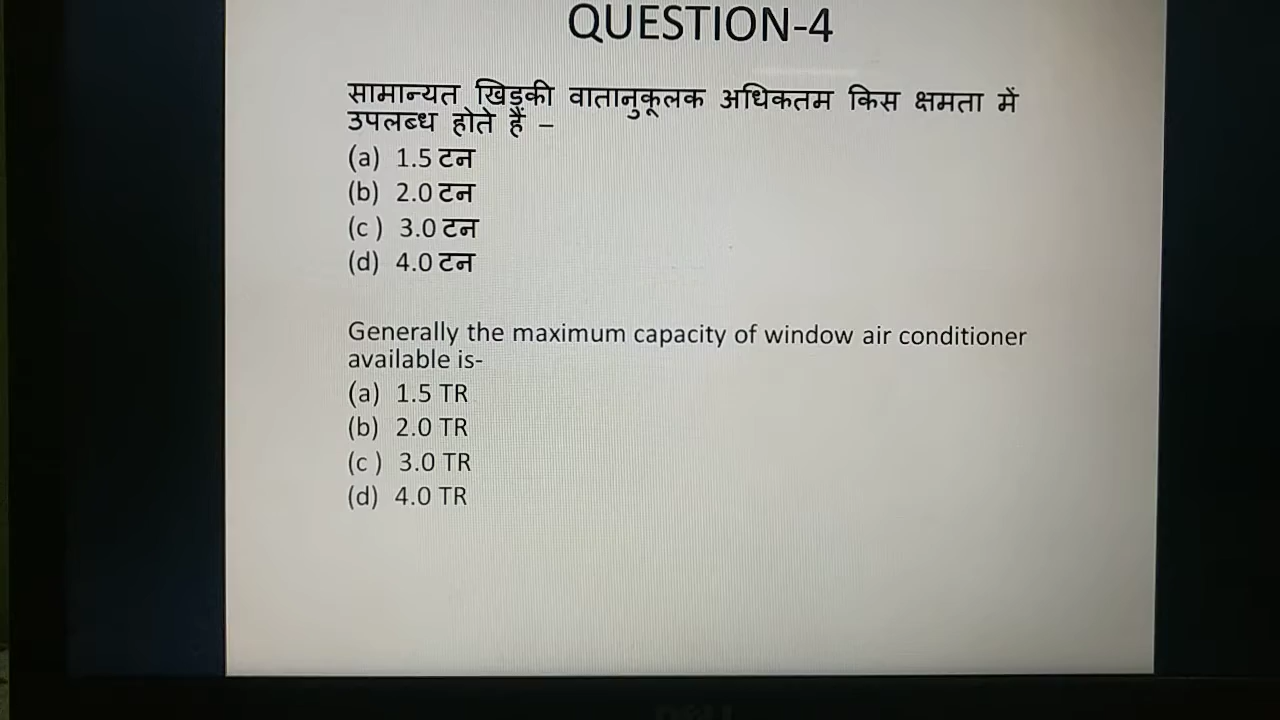 QUESTION-4
सामान्यत खिड़की वातानुकूलक अधिकतम किस क्षमता में
उपलब्ध होते हैं –
(a) 1.5 टन
(b) 2.0 टन
(c ) 3.0 टन
(d) 4.0 टन
Generally the maximum capacity of window air conditioner
available is-
(a) 1.5 TR
(b) 2.0 TR
(c ) 3.0 TR
(d) 4.0 TR